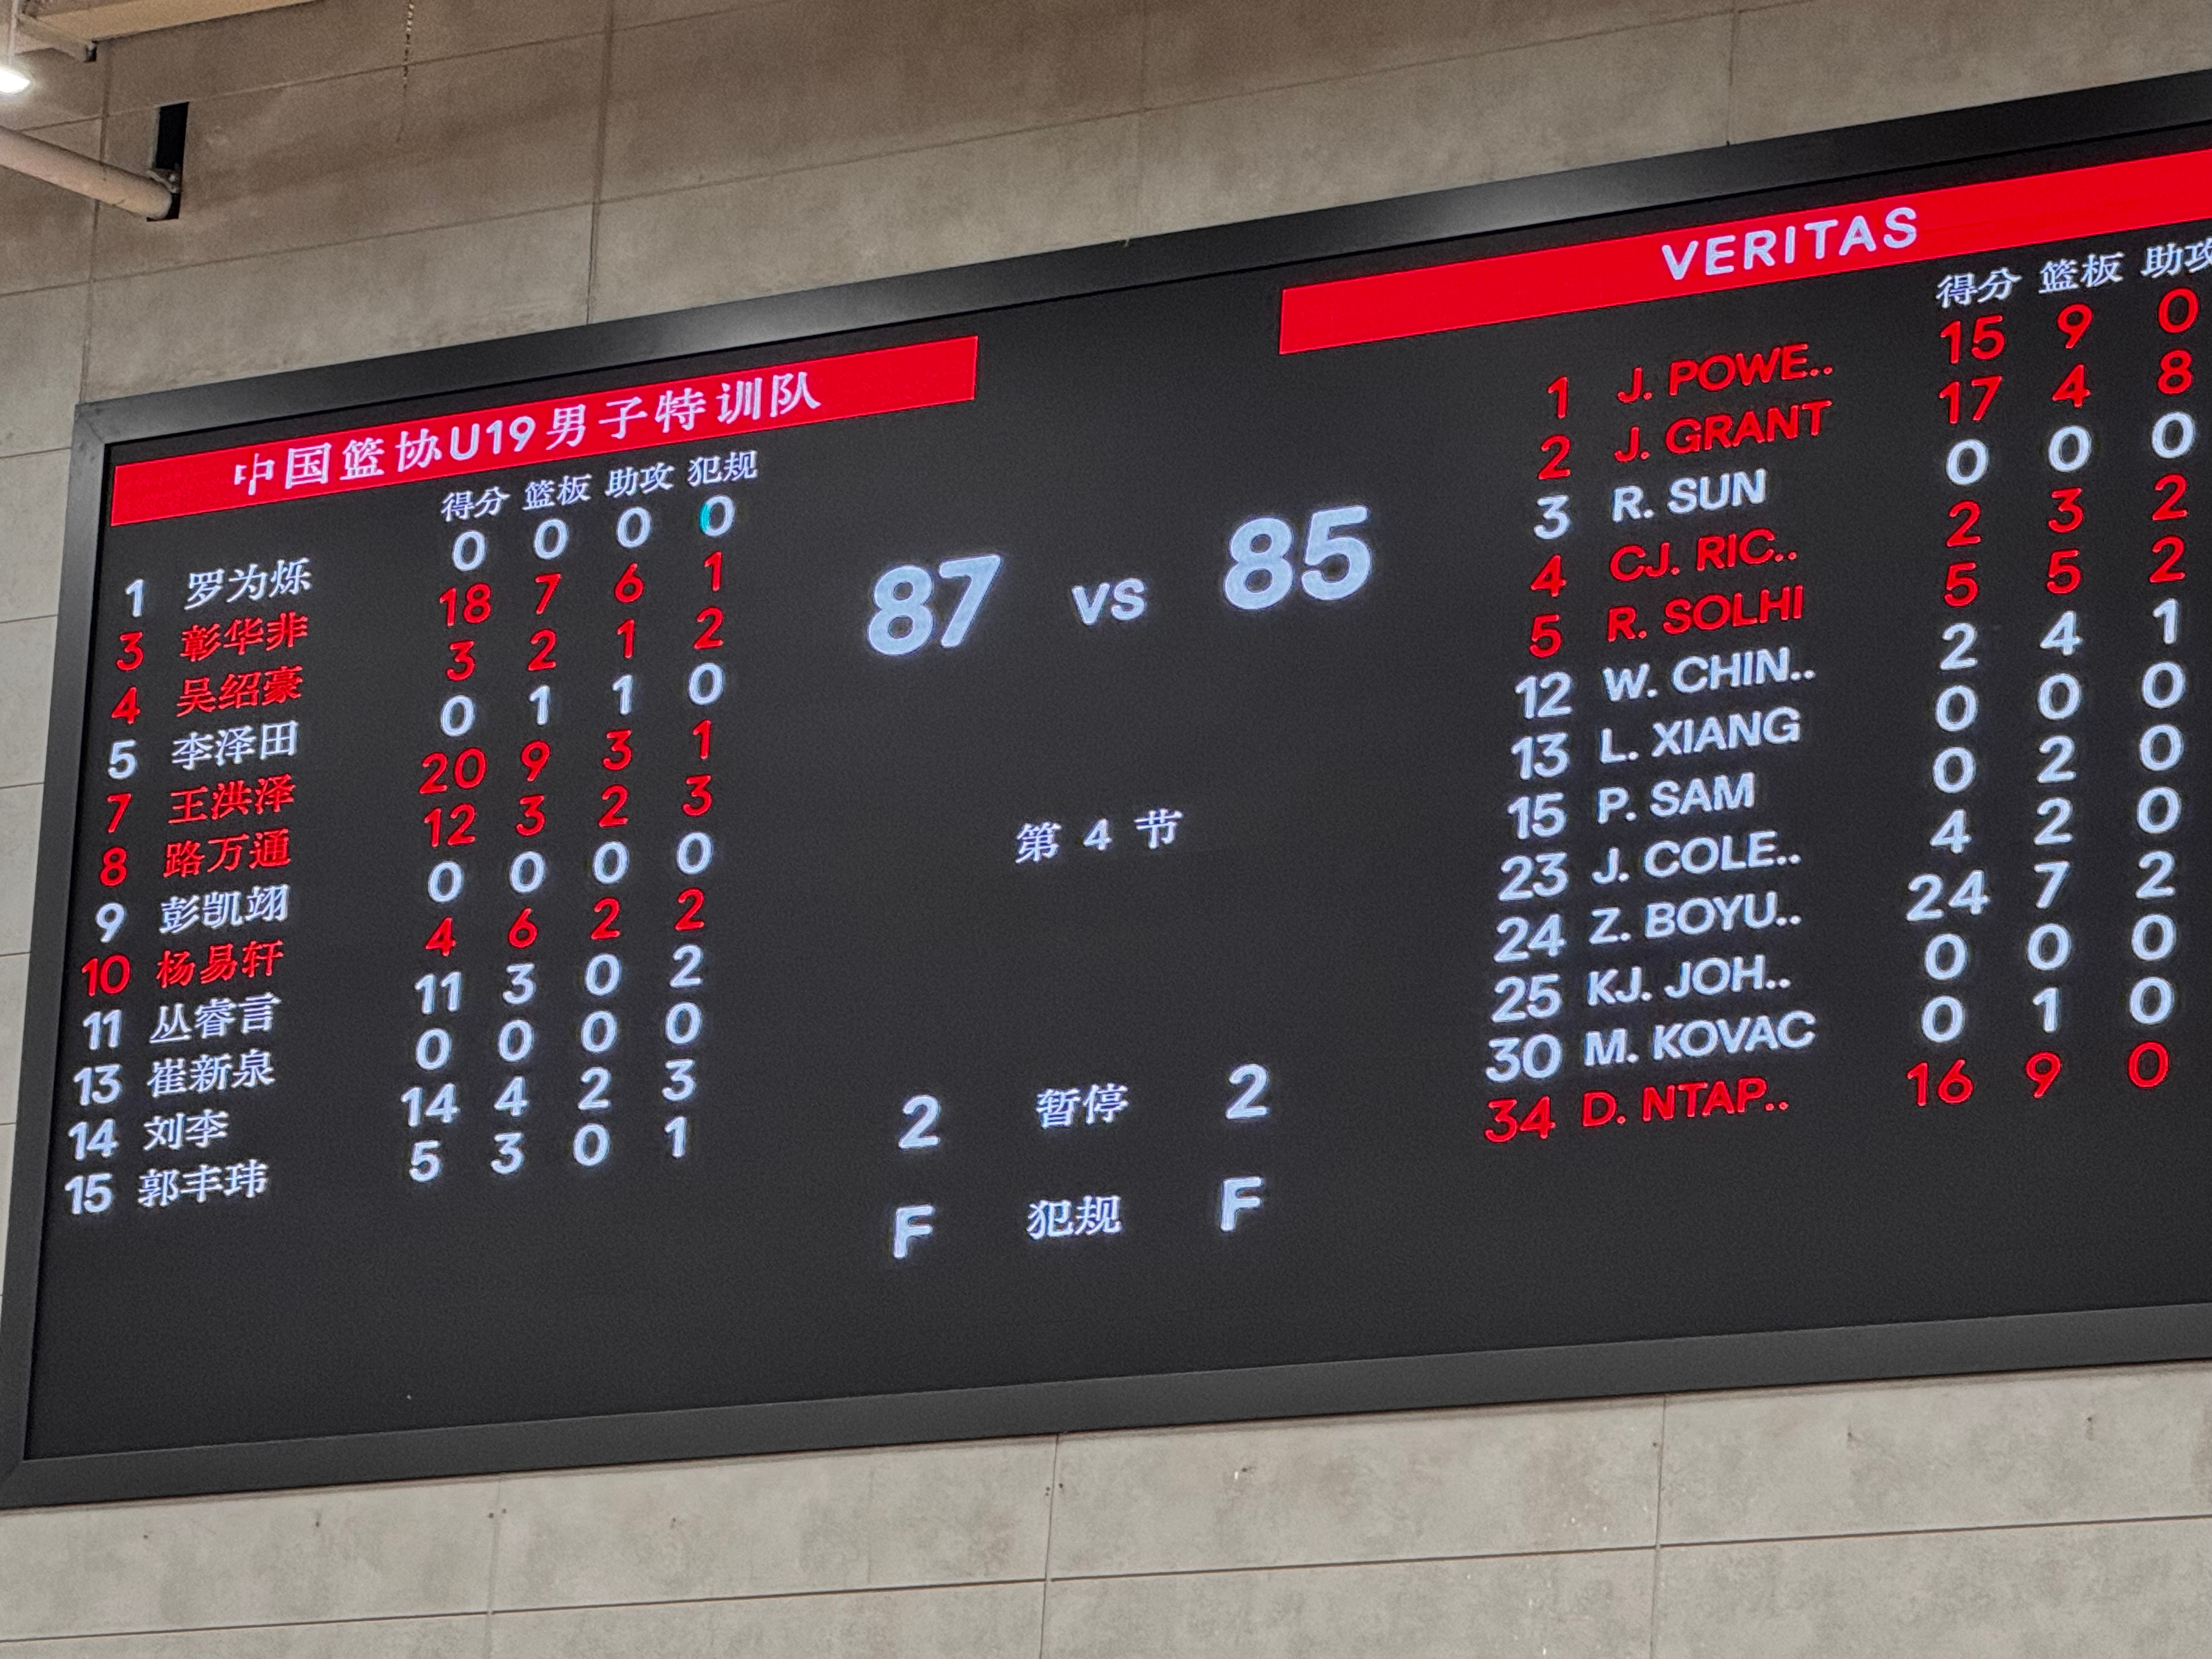 中国篮协U19男子特训队
得分 篮板 助攻 犯规
1 罗为烁 0 0 0 0
3 彰华非 18 7 6 1
4 吴绍豪 3 2 1 2
5 李泽田 0 1 1 0
7 王洪泽 20 9 3 1
8 路万通 12 3 2 3
9 彭凯翊 0 0 0 0
10 杨易轩 4 6 2 2
11 丛睿言 11 3 0 2
13 崔新泉 0 0 0 0
14 刘李 14 4 2 3
15 郭丰玮 5 3 0 1
87 VS 85
第 4 节
2 暂停 2
F 犯规 F
VERITAS
得分 篮板 助攻
1 J. POWE.. 15 9 0
2 J. GRANT 17 4 8
3 R. SUN 0 0 0
4 CJ. RIC.. 2 3 2
5 R. SOLHI 5 5 2
12 W. CHIN.. 2 4 1
13 L. XIANG 0 0 0
15 P. SAM 0 2 0
23 J. COLE.. 4 2 0
24 Z. BOYU.. 24 7 2
25 KJ. JOH.. 0 0 0
30 M. KOVAC 0 1 0
34 D. NTAP.. 16 9 0